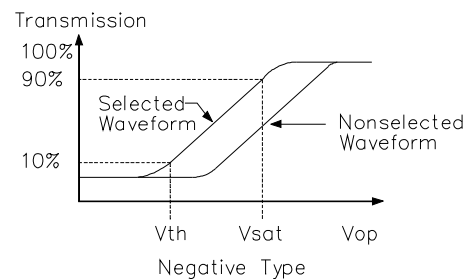 Transmission
100%
90%
Selected
Waveform
Nonselected
Waveform
10%
Vth
Vsat
Vop
Negative Type